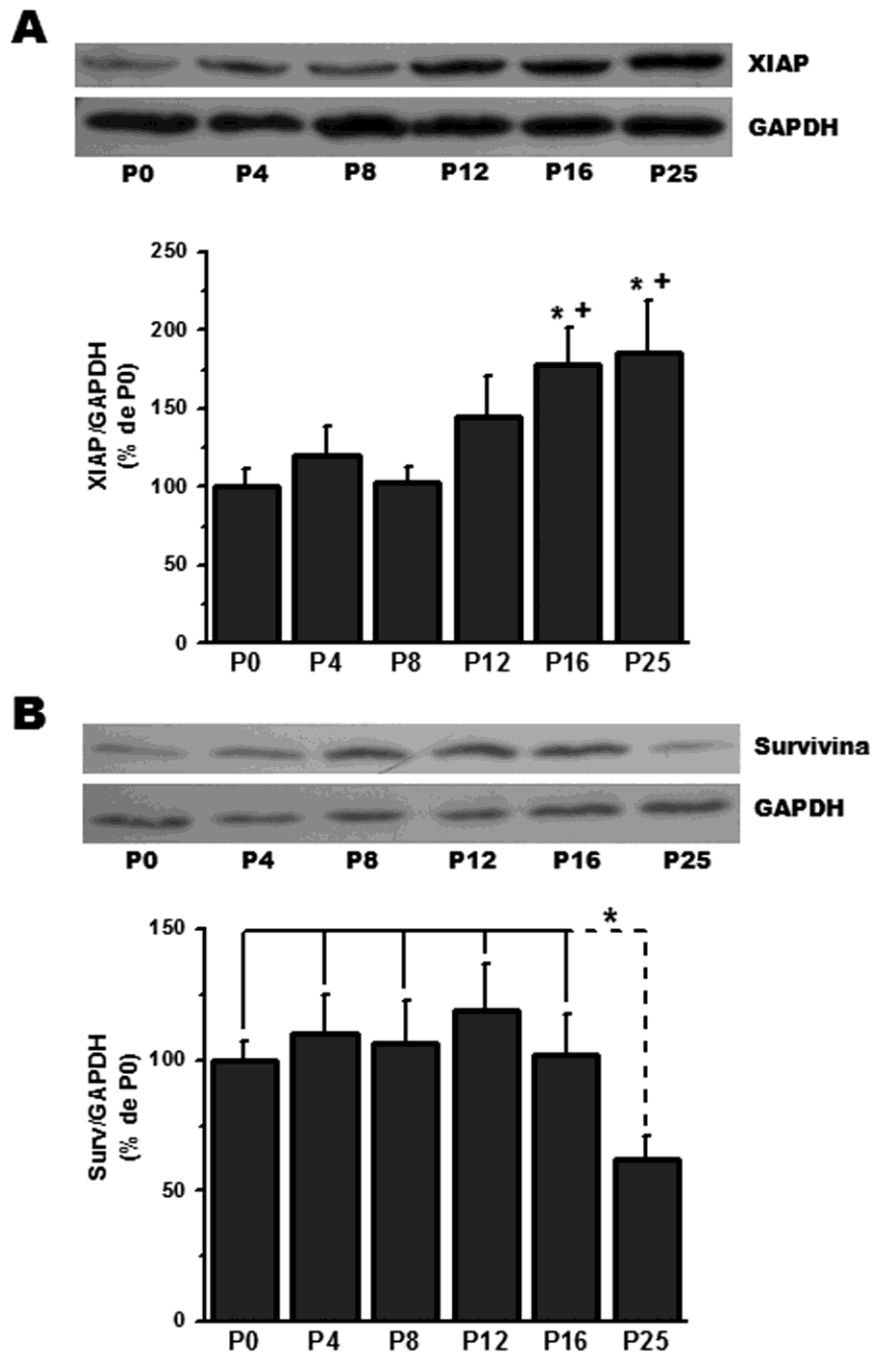 A
XIAP
GAPDH
P0 P4 P8 P12 P16 P25
250
200
150
100
50
0
XIAP/GAPDH
(% de P0)
* +
* +
P0 P4 P8 P12 P16 P25
B
Survivina
GAPDH
P0 P4 P8 P12 P16 P25
150
100
50
0
Surv/GAPDH
(% de P0)
*
P0 P4 P8 P12 P16 P25